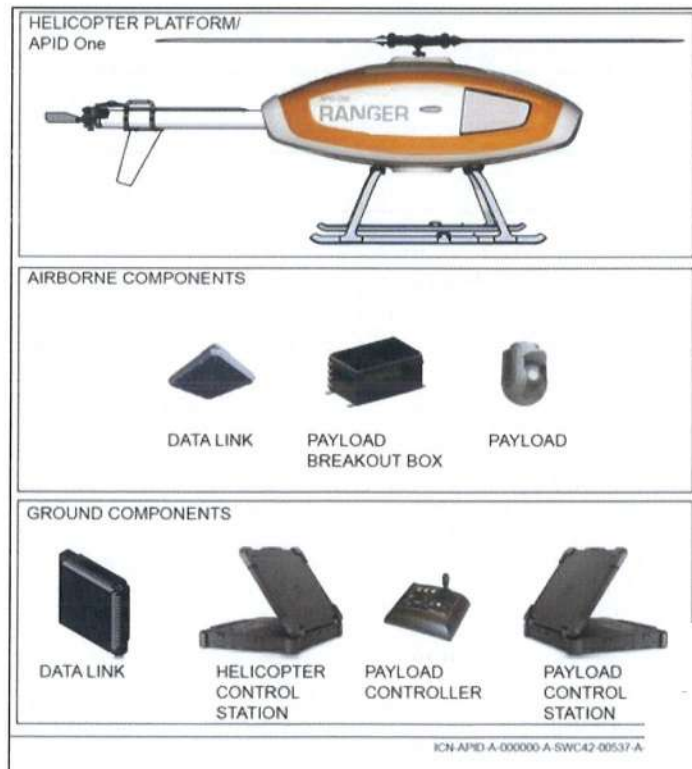 HELICOPTER PLATFORM/
APID One
RANGER
AIRBORNE COMPONENTS
DATA LINK
PAYLOAD
BREAKOUT BOX
PAYLOAD
GROUND COMPONENTS
DATA LINK
HELICOPTER
CONTROL
STATION
PAYLOAD
CONTROLLER
PAYLOAD
CONTROL
STATION
ICN-APID-A-000000-A-SWC42-00537-A-